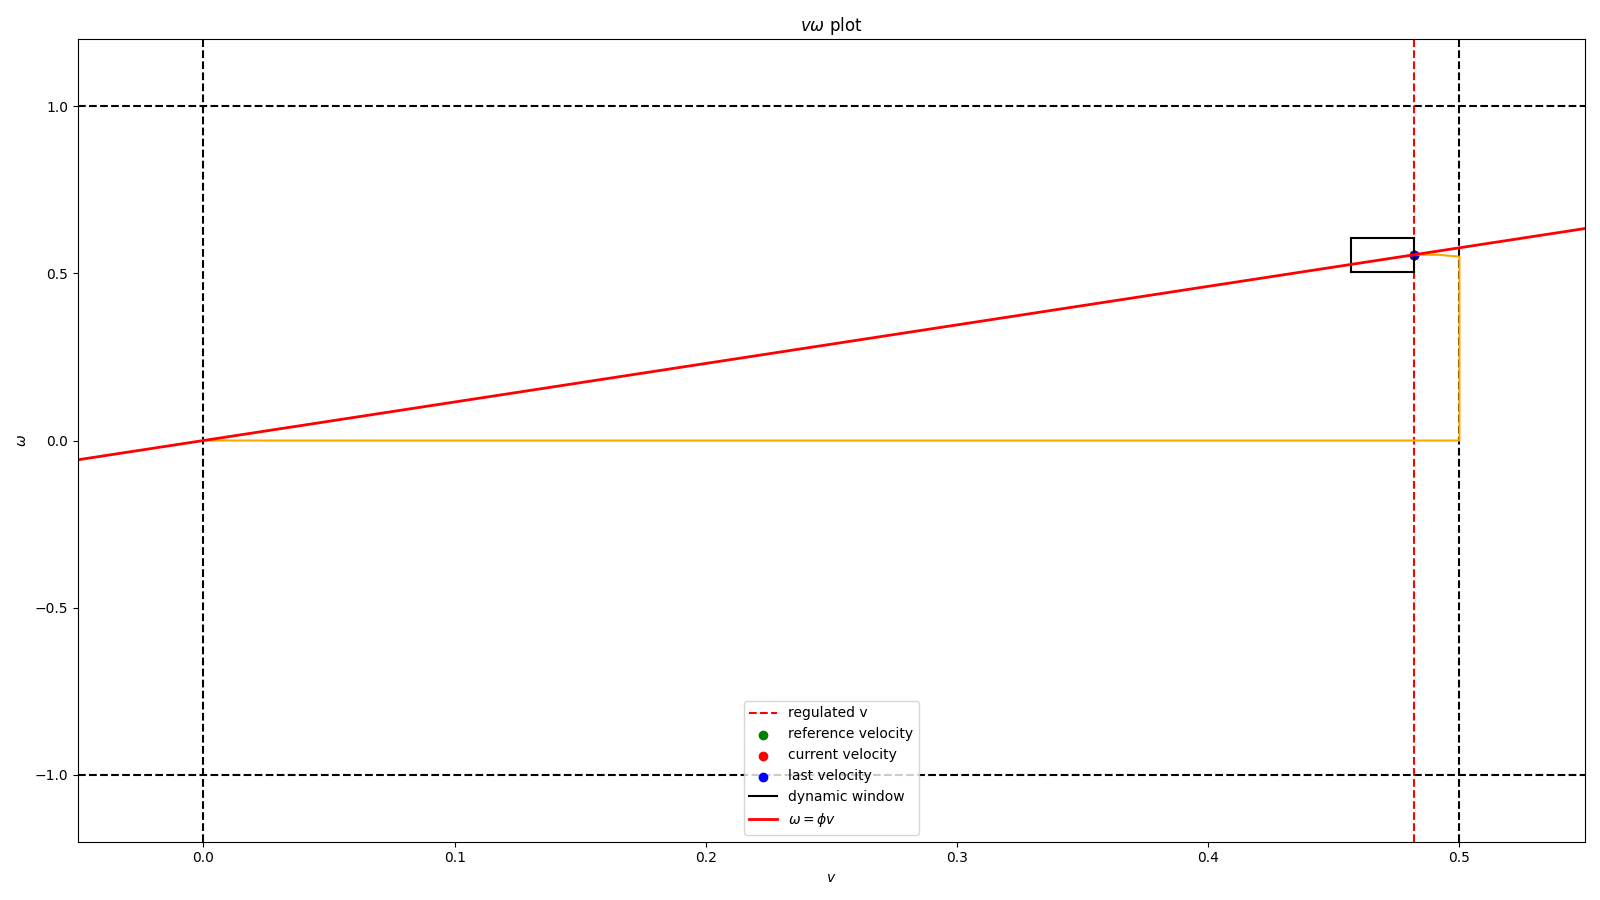 vω plot
1.0
0.5
0.0
−0.5
−1.0
ω
regulated v
reference velocity
current velocity
last velocity
dynamic window
ω = ϕv
0.0 0.1 0.2 0.3 0.4 0.5
v